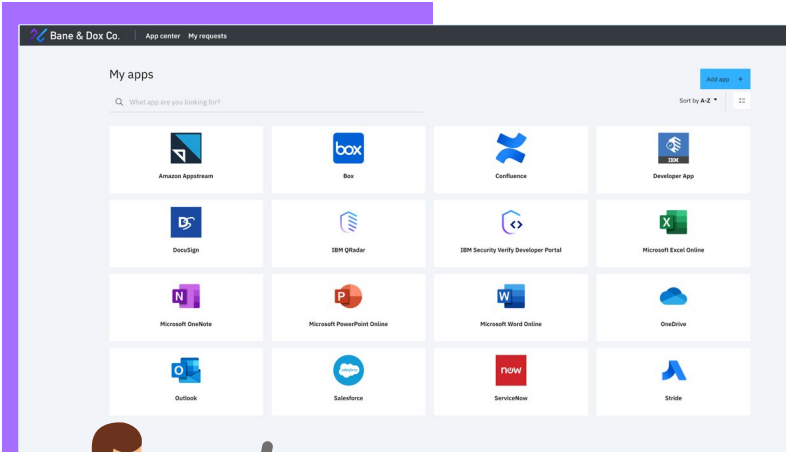 Bane & Dox Co. App center My requests
My apps
Add app +
What app are you looking for?
Sort by A-Z
box
IBM
Amazon Appstream Box Confluence Developer App
DS
X
DocuSign IBM QRadar IBM Security Verify Developer Portal Microsoft Excel Online
N P W
Microsoft OneNote Microsoft PowerPoint Online Microsoft Word Online OneDrive
O salesforce now
Outlook Salesforce ServiceNow Stride